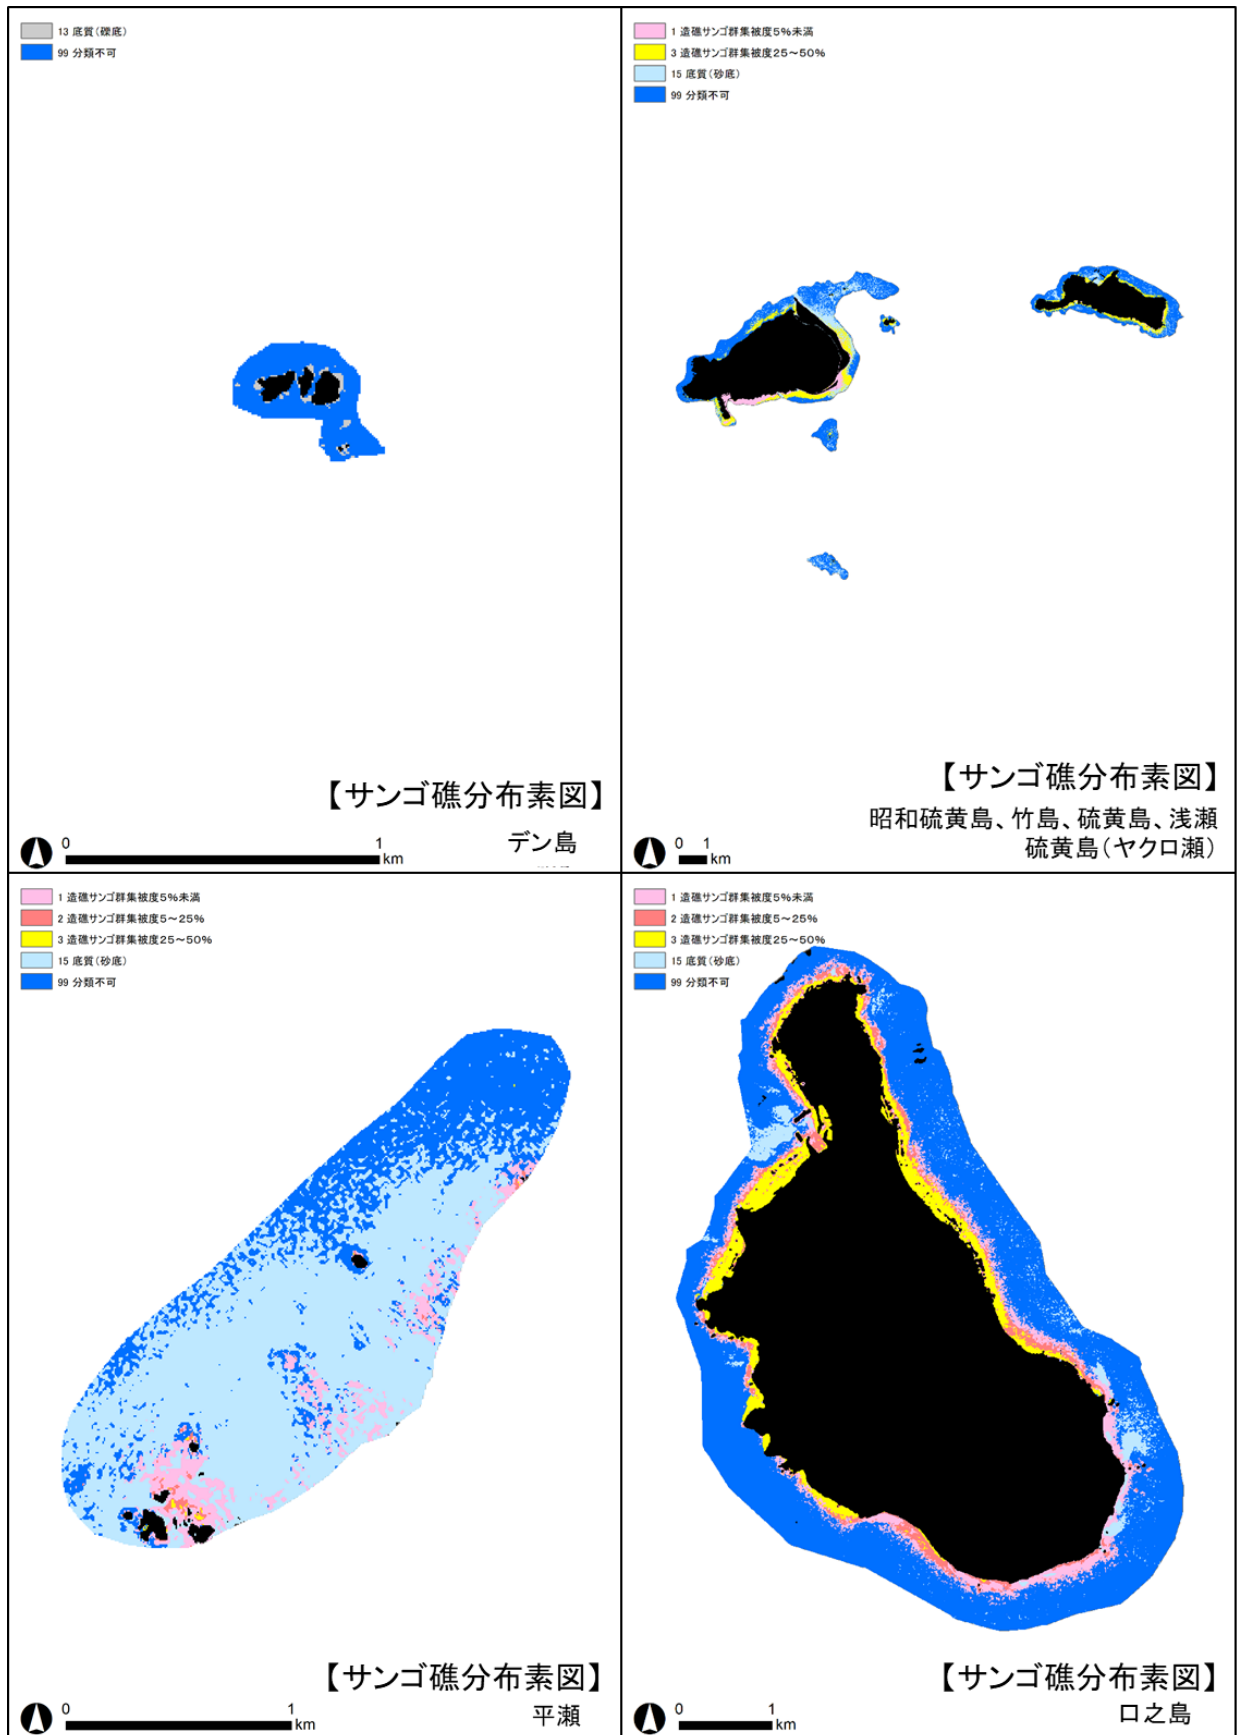 13 底質(礫底)
99 分類不可
【サンゴ礁分布素図】
デン島
0 1
km
1 造礁サンゴ群集被度5%未満
3 造礁サンゴ群集被度25~50%
15 底質(砂底)
99 分類不可
【サンゴ礁分布素図】
昭和硫黄島、竹島、硫黄島、浅瀬
硫黄島(ヤクロ瀬)
0 1
km
1 造礁サンゴ群集被度5%未満
2 造礁サンゴ群集被度5~25%
3 造礁サンゴ群集被度25~50%
15 底質(砂底)
99 分類不可
【サンゴ礁分布素図】
平瀬
0 1
km
1 造礁サンゴ群集被度5%未満
2 造礁サンゴ群集被度5~25%
3 造礁サンゴ群集被度25~50%
15 底質(砂底)
99 分類不可
【サンゴ礁分布素図】
口之島
0 1
km